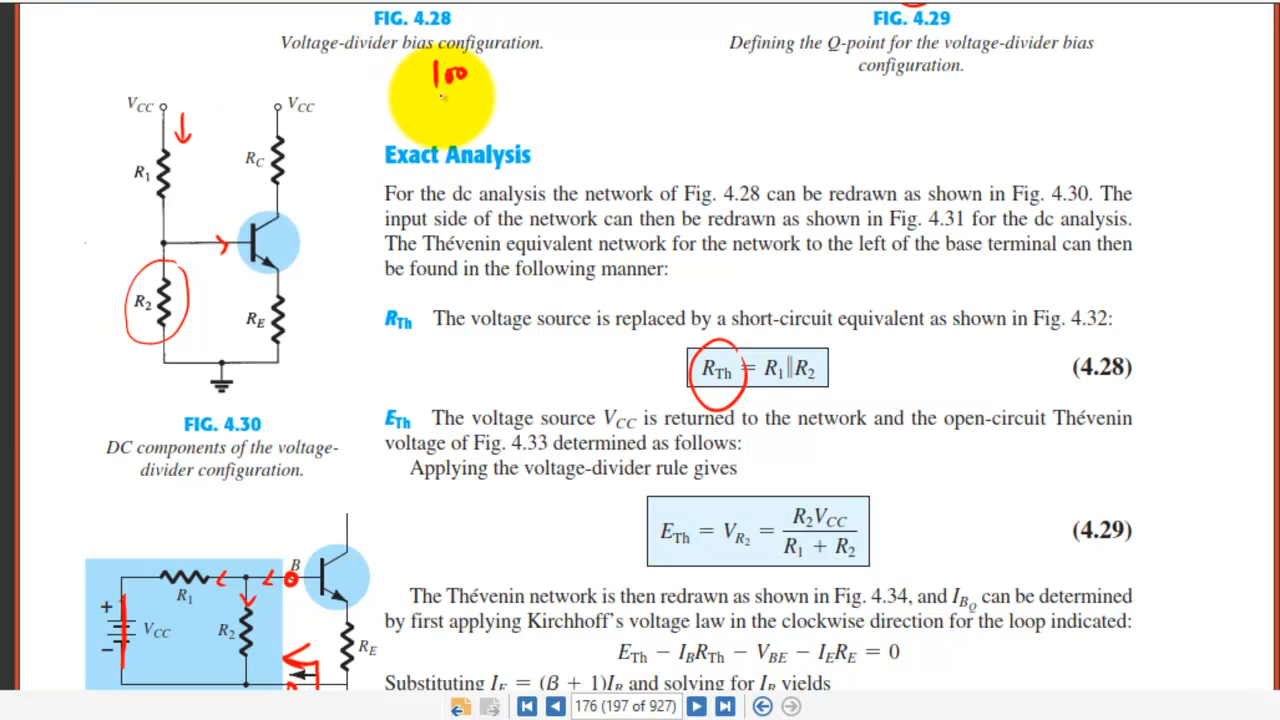 FIG. 4.28
Voltage-divider bias configuration.
FIG. 4.29
Defining the Q-point for the voltage-divider bias
configuration.
100
VCC
VCC
R1
RC
R2
RE
FIG. 4.30
DC components of the voltage-
divider configuration.
B
R1
+
VCC
R2
–
RE
Exact Analysis
For the dc analysis the network of Fig. 4.28 can be redrawn as shown in Fig. 4.30. The
input side of the network can then be redrawn as shown in Fig. 4.31 for the dc analysis.
The Thévenin equivalent network for the network to the left of the base terminal can then
be found in the following manner:
RTh The voltage source is replaced by a short-circuit equivalent as shown in Fig. 4.32:
RTh = R1∥R2 (4.28)
ETh The voltage source VCC is returned to the network and the open-circuit Thévenin
voltage of Fig. 4.33 determined as follows:
Applying the voltage-divider rule gives
ETh = VR2 = R2VCC / R1 + R2 (4.29)
The Thévenin network is then redrawn as shown in Fig. 4.34, and IBQ can be determined
by first applying Kirchhoff's voltage law in the clockwise direction for the loop indicated:
ETh − IBRTh − VBE − IERE = 0
Substituting IE = (β + 1)IB and solving for IB yields
176 (197 of 927)